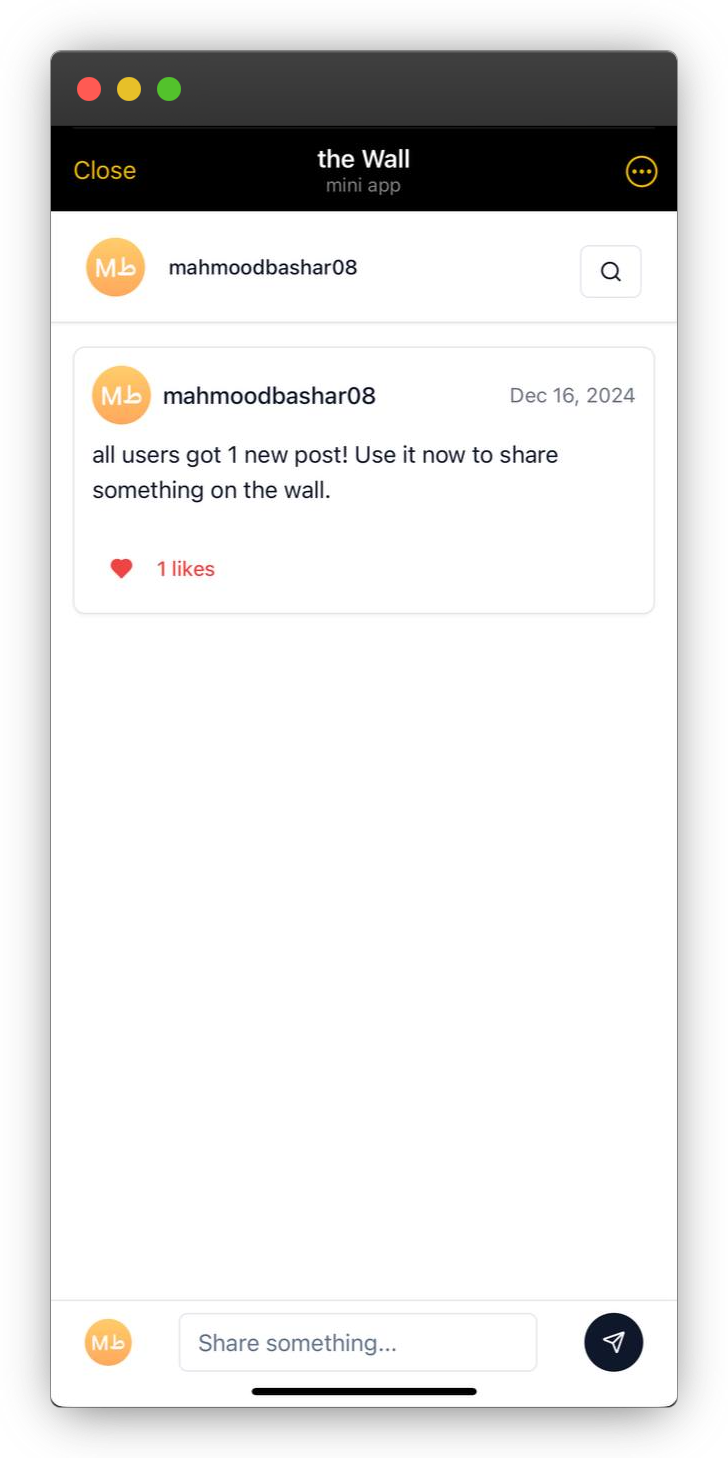 Close
the Wall
mini app
Mط
mahmoodbashar08
Mط
mahmoodbashar08
Dec 16, 2024
all users got 1 new post! Use it now to share
something on the wall.
1 likes
Mط
Share something...